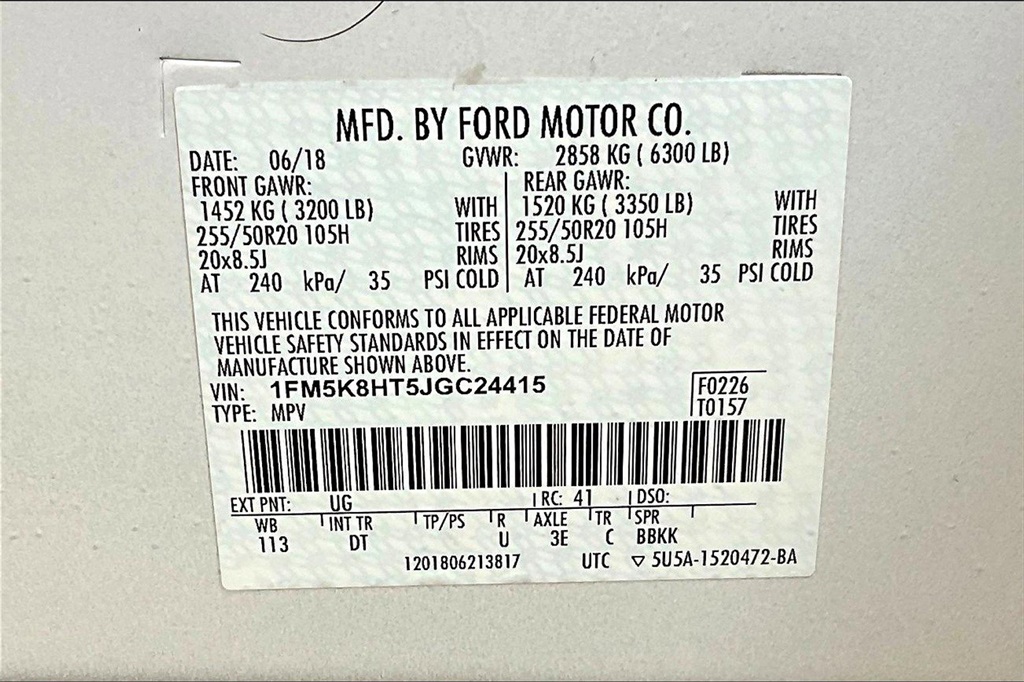 MFD. BY FORD MOTOR CO.
DATE: 06/18 GVWR: 2858 KG ( 6300 LB)
FRONT GAWR: REAR GAWR:
1452 KG ( 3200 LB) WITH 1520 KG ( 3350 LB) WITH
255/50R20 105H TIRES 255/50R20 105H TIRES
20x8.5J RIMS 20x8.5J RIMS
AT 240 kPa/ 35 PSI COLD AT 240 kPa/ 35 PSI COLD
THIS VEHICLE CONFORMS TO ALL APPLICABLE FEDERAL MOTOR
VEHICLE SAFETY STANDARDS IN EFFECT ON THE DATE OF
MANUFACTURE SHOWN ABOVE.
VIN: 1FM5K8HT5JGC24415 F0226
TYPE: MPV T0157
EXT PNT: UG RC: 41 DSO:
WB INT TR TP/PS R AXLE TR SPR
113 DT U 3E C BBKK
1201806213817 UTC ▽ 5U5A-1520472-BA